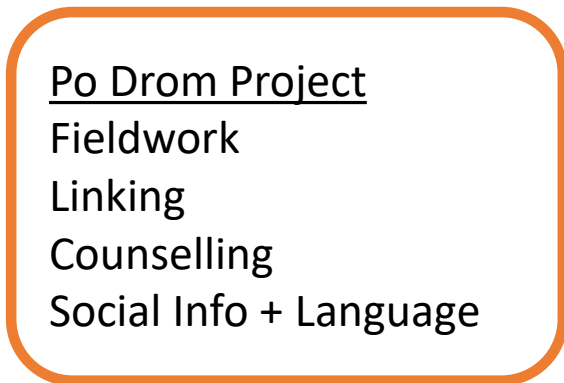 Po Drom Project
Fieldwork
Linking
Counselling
Social Info + Language